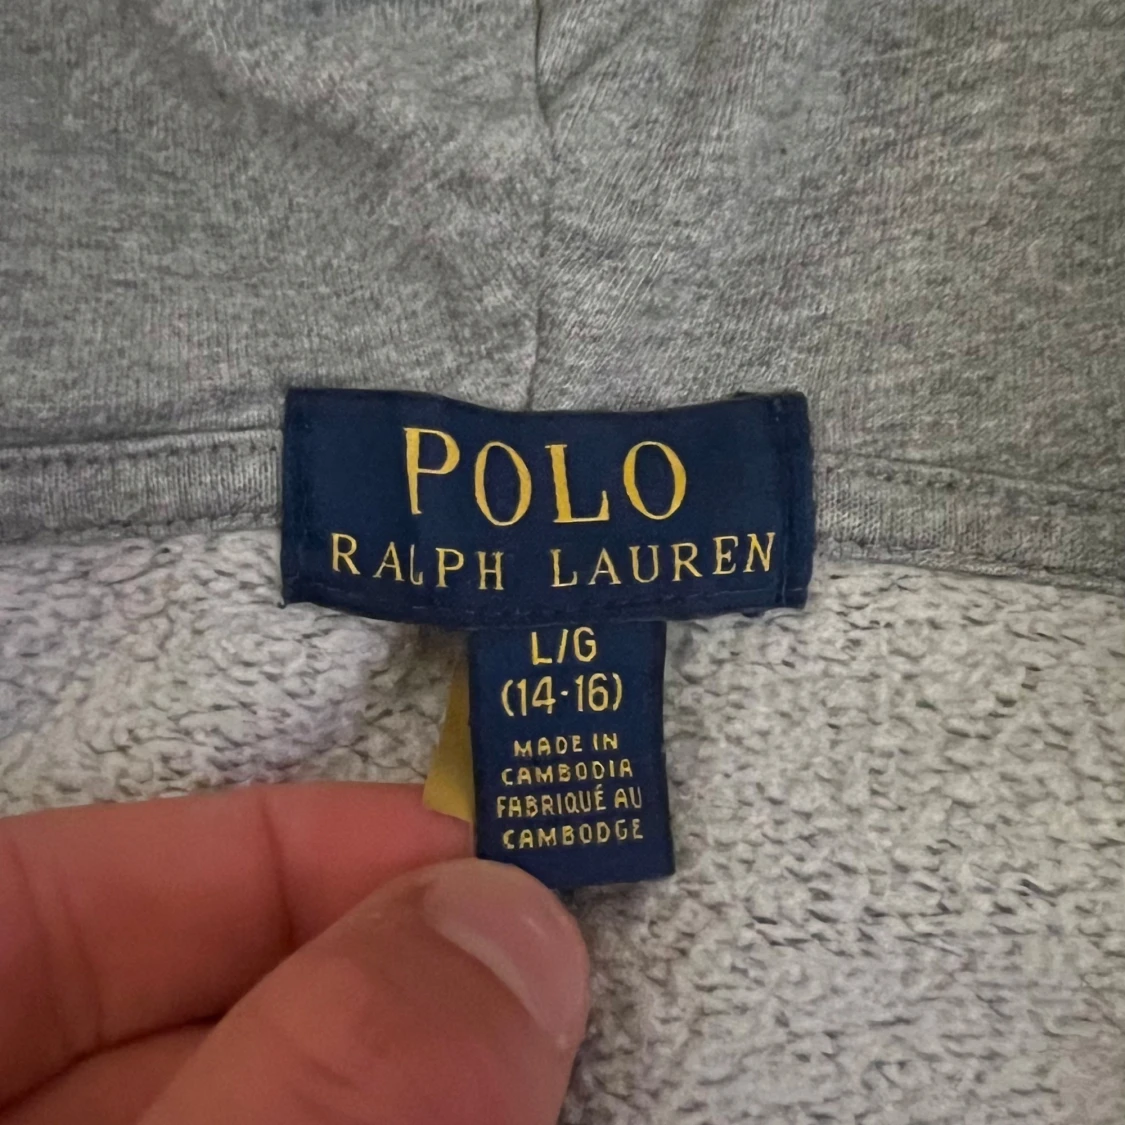 POLO
RALPH LAUREN
L/G
(14-16)
MADE IN
CAMBODIA
FABRIQUÉ AU
CAMBODGE